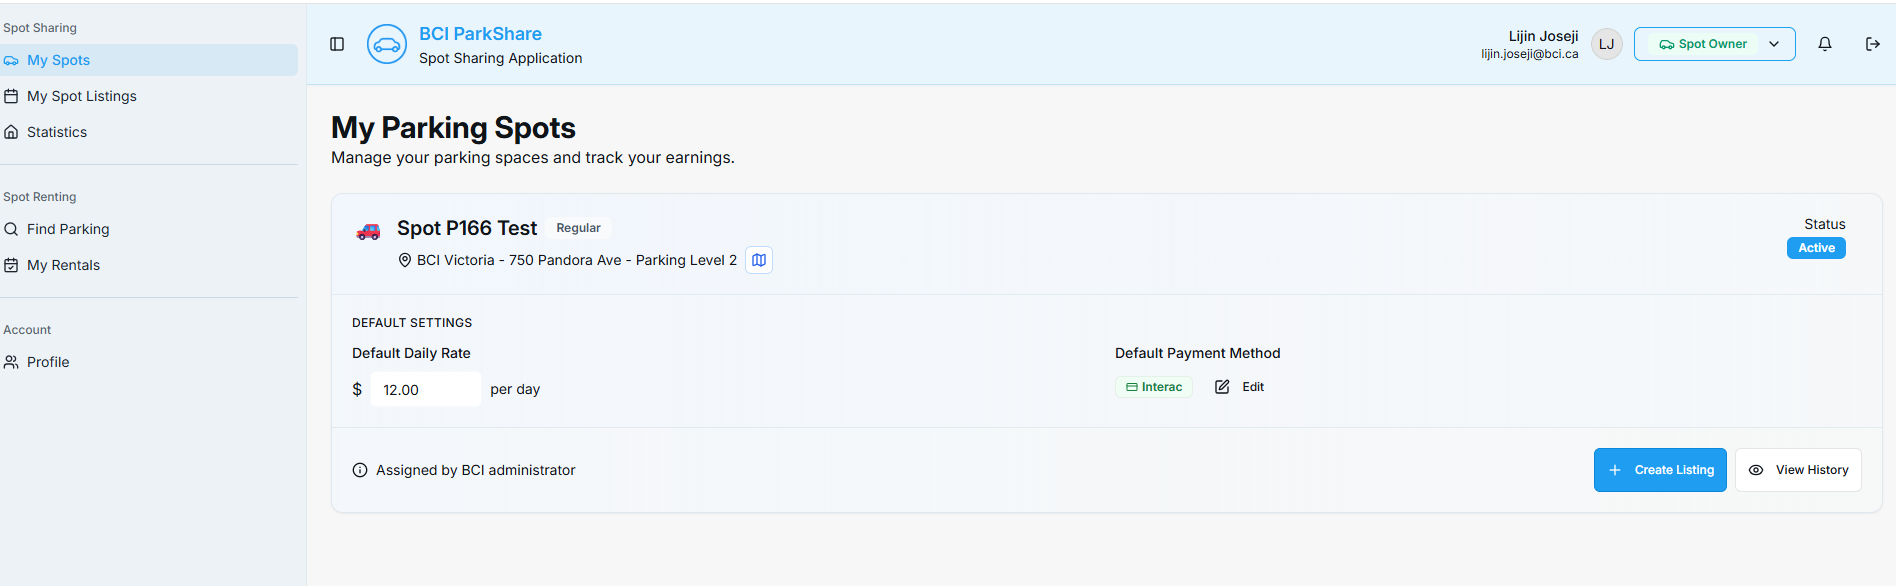 Spot Sharing
My Spots
My Spot Listings
Statistics
Spot Renting
Find Parking
My Rentals
Account
Profile
BCI ParkShare
Spot Sharing Application
Lijin Joseji
lijin.joseji@bci.ca
LJ
Spot Owner
My Parking Spots
Manage your parking spaces and track your earnings.
Spot P166 Test Regular
BCI Victoria - 750 Pandora Ave - Parking Level 2
Status
Active
DEFAULT SETTINGS
Default Daily Rate
$ 12.00 per day
Default Payment Method
Interac Edit
Assigned by BCI administrator
Create Listing
View History